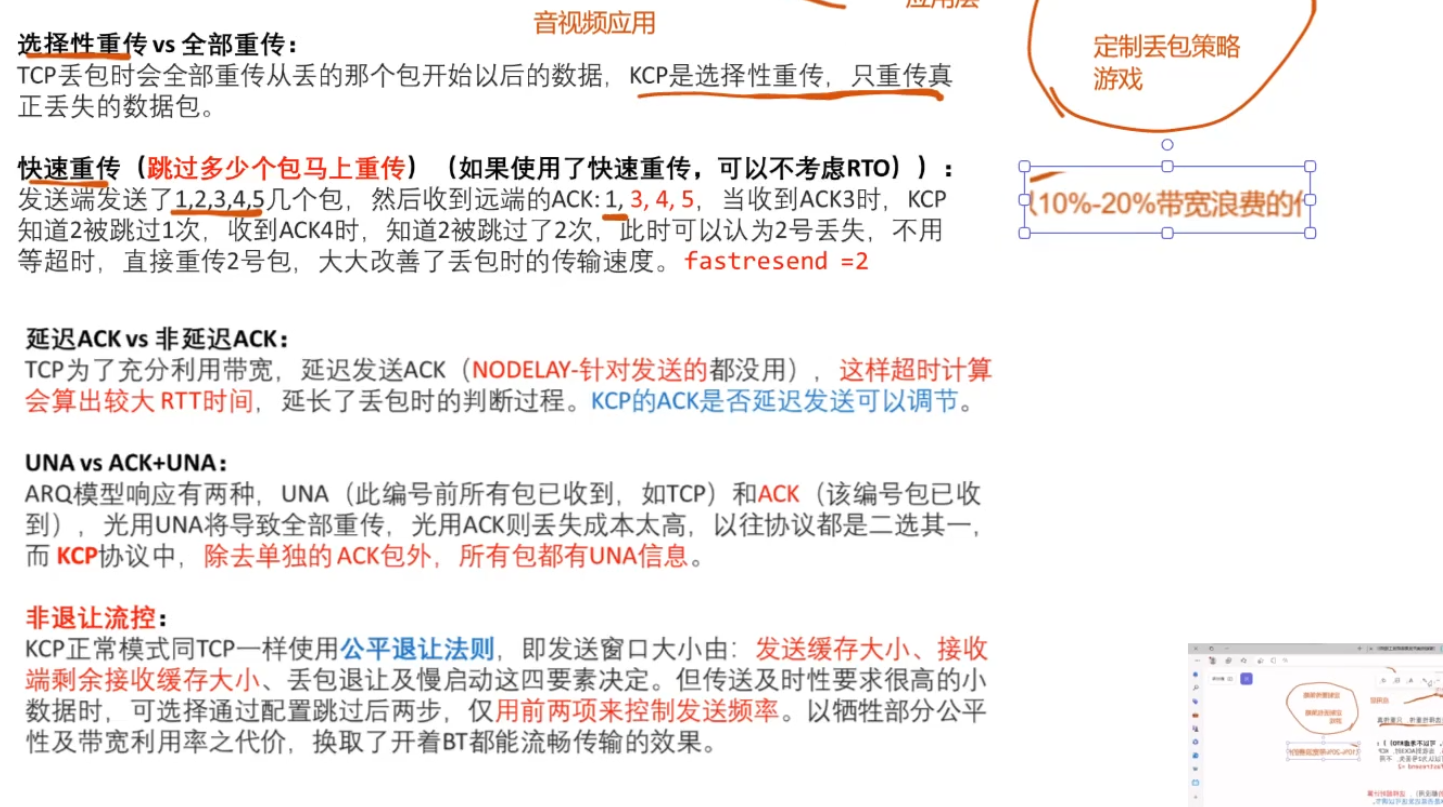 应用层
音视频应用
定制丢包策略
游戏
选择性重传 vs 全部重传：
TCP丢包时会全部重传从丢的那个包开始以后的数据，KCP是选择性重传，只重传真
正丢失的数据包。
快速重传（跳过多少个包马上重传）（如果使用了快速重传，可以不考虑RTO））：
发送端发送了1,2,3,4,5几个包，然后收到远端的ACK: 1, 3, 4, 5，当收到ACK3时，KCP
知道2被跳过1次，收到ACK4时，知道2被跳过了2次，此时可以认为2号丢失，不用
等超时，直接重传2号包，大大改善了丢包时的传输速度。fastresend =2
10%-20%带宽浪费的
延迟ACK vs 非延迟ACK：
TCP为了充分利用带宽，延迟发送ACK（NODELAY-针对发送的都没用），这样超时计算
会算出较大 RTT时间，延长了丢包时的判断过程。KCP的ACK是否延迟发送可以调节。
UNA vs ACK+UNA：
ARQ模型响应有两种，UNA（此编号前所有包已收到，如TCP）和ACK（该编号包已收
到），光用UNA将导致全部重传，光用ACK则丢失成本太高，以往协议都是二选其一，
而 KCP协议中，除去单独的 ACK包外，所有包都有UNA信息。
非退让流控：
KCP正常模式同TCP一样使用公平退让法则，即发送窗口大小由：发送缓存大小、接收
端剩余接收缓存大小、丢包退让及慢启动这四要素决定。但传送及时性要求很高的小
数据时，可选择通过配置跳过后两步，仅用前两项来控制发送频率。以牺牲部分公平
性及带宽利用率之代价，换取了开着BT都能流畅传输的效果。